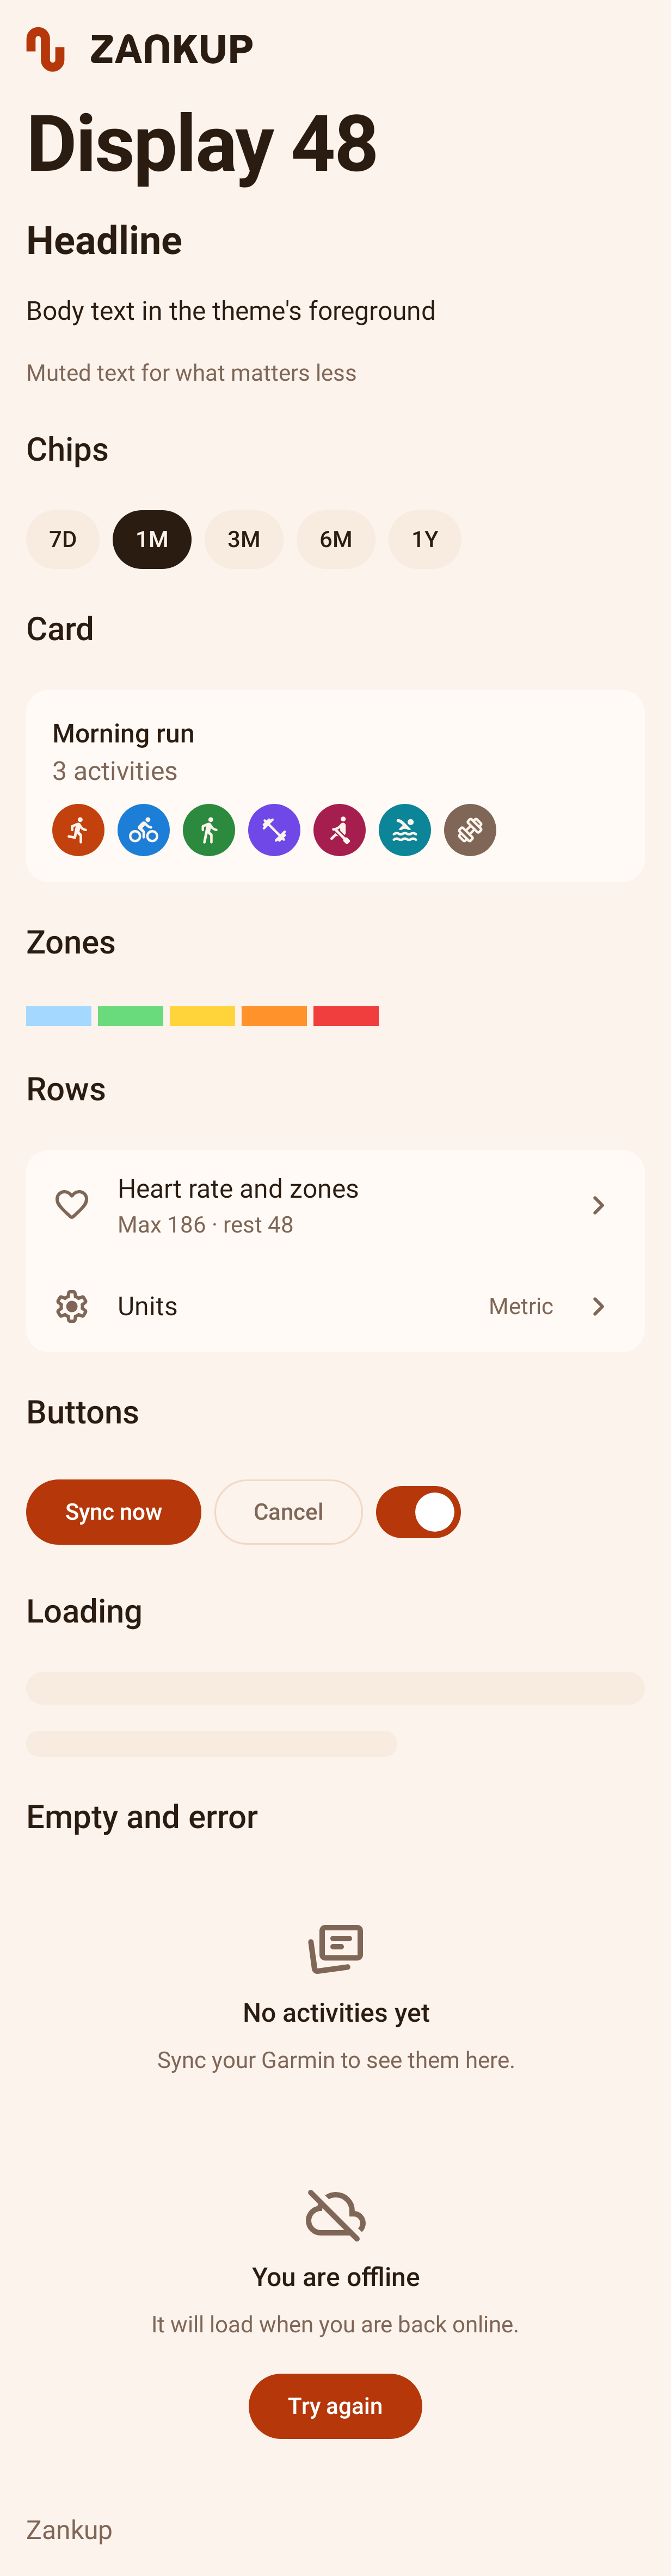 ZANKUP
Display 48
Headline
Body text in the theme's foreground
Muted text for what matters less
Chips
7D 1M 3M 6M 1Y
Card
Morning run
3 activities
Zones
Rows
Heart rate and zones
Max 186 · rest 48
Units Metric
Buttons
Sync now Cancel
Loading
Empty and error
No activities yet
Sync your Garmin to see them here.
You are offline
It will load when you are back online.
Try again
Zankup